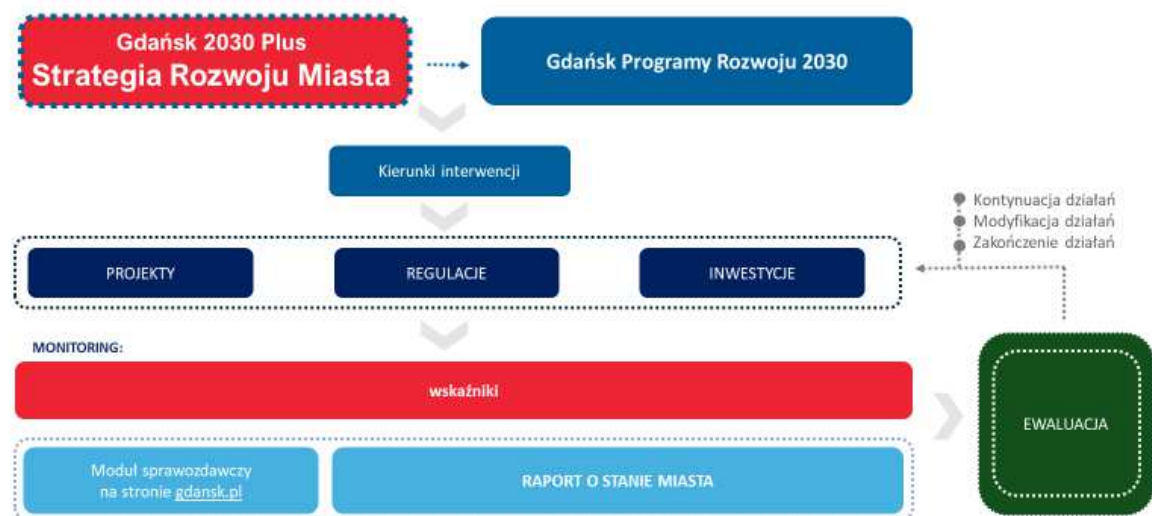 Gdańsk 2030 Plus
Strategia Rozwoju Miasta
Gdańsk Programy Rozwoju 2030
Kierunki interwencji
Kontynuacja działań
Modyfikacja działań
Zakończenie działań
PROJEKTY
REGULACJE
INWESTYCJE
MONITORING:
wskaźniki
EWALUACJA
Moduł sprawozdawczy
na stronie gdansk.pl
RAPORT O STANIE MIASTA